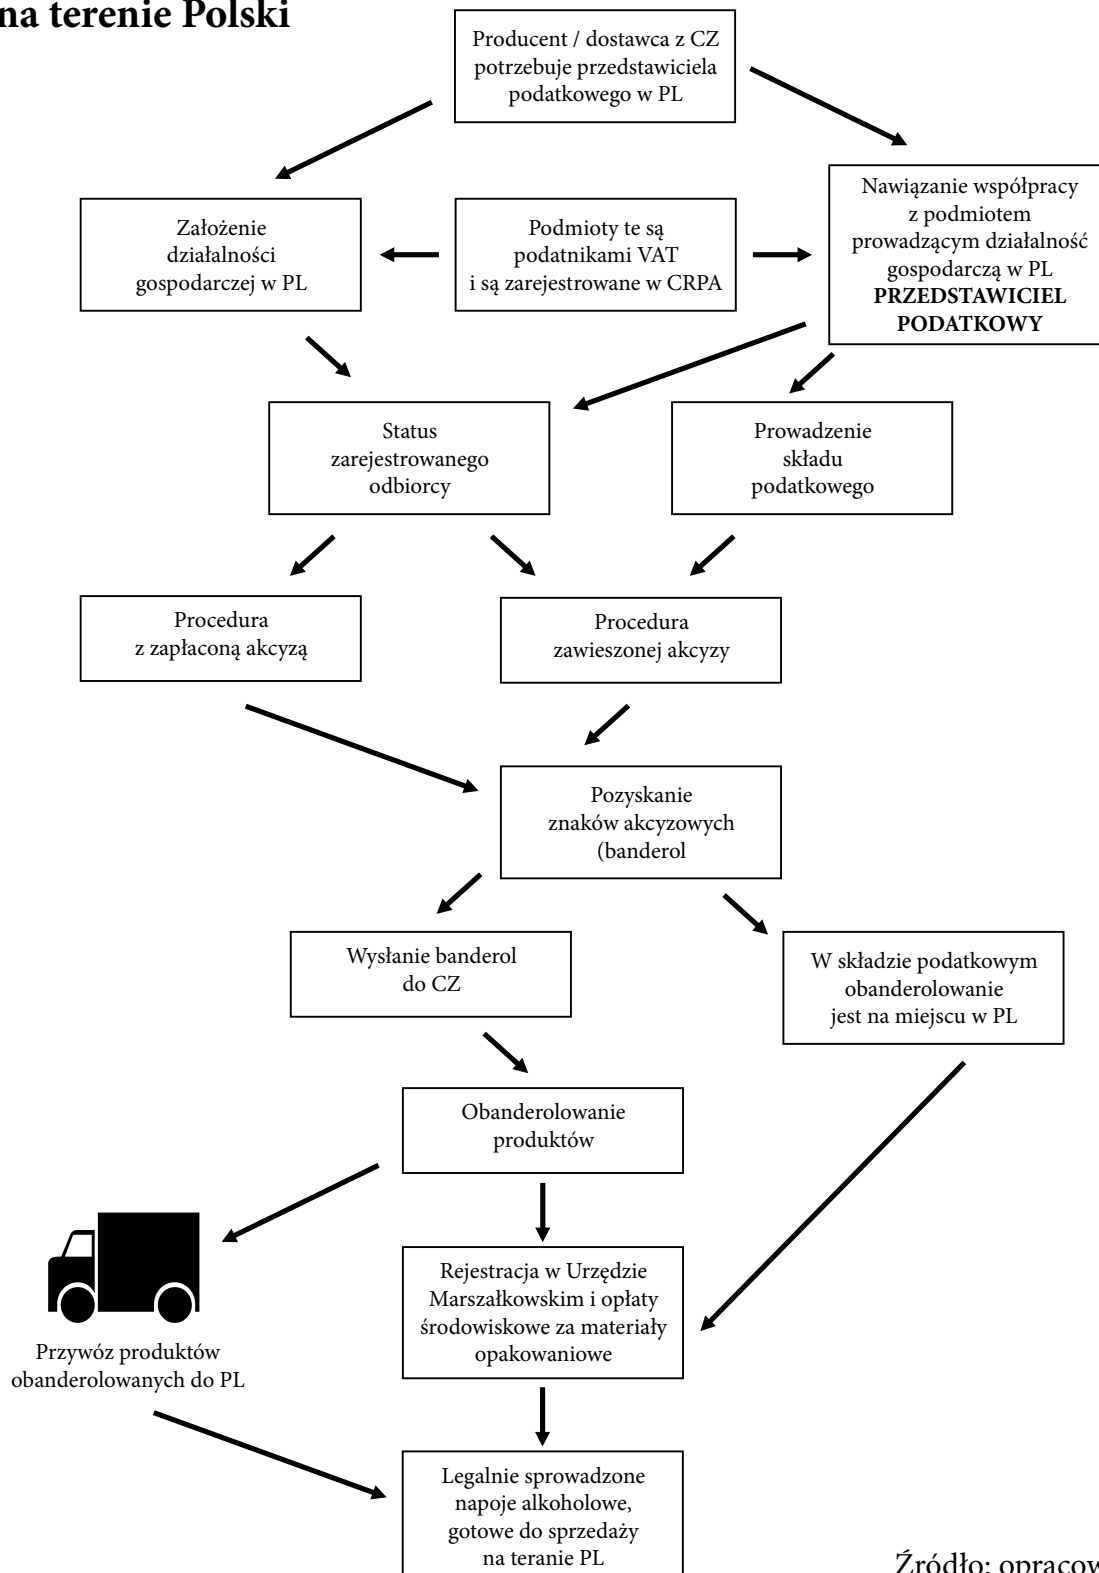 na terenie Polski
Producent / dostawca z CZ
potrzebuje przedstawiciela
podatkowego w PL
Założenie
działalności
gospodarczej w PL
Podmioty te są
podatnikami VAT
i są zarejestrowane w CRPA
Nawiązanie współpracy
z podmiotem
prowadzącym działalność
gospodarczą w PL
PRZEDSTAWICIEL
PODATKOWY
Status
zarejestrowanego
odbiorcy
Prowadzenie
składu
podatkowego
Procedura
z zapłaconą akcyzą
Procedura
zawieszonej akcyzy
Pozyskanie
znaków akcyzowych
(banderol
Wysłanie banderol
do CZ
W składzie podatkowym
obanderolowanie
jest na miejscu w PL
Obanderolowanie
produktów
Rejestracja w Urzędzie
Marszałkowskim i opłaty
środowiskowe za materiały
opakowaniowe
Przywóz produktów
obanderolowanych do PL
Legalnie sprowadzone
napoje alkoholowe,
gotowe do sprzedaży
na teranie PL
Źródło: opracow